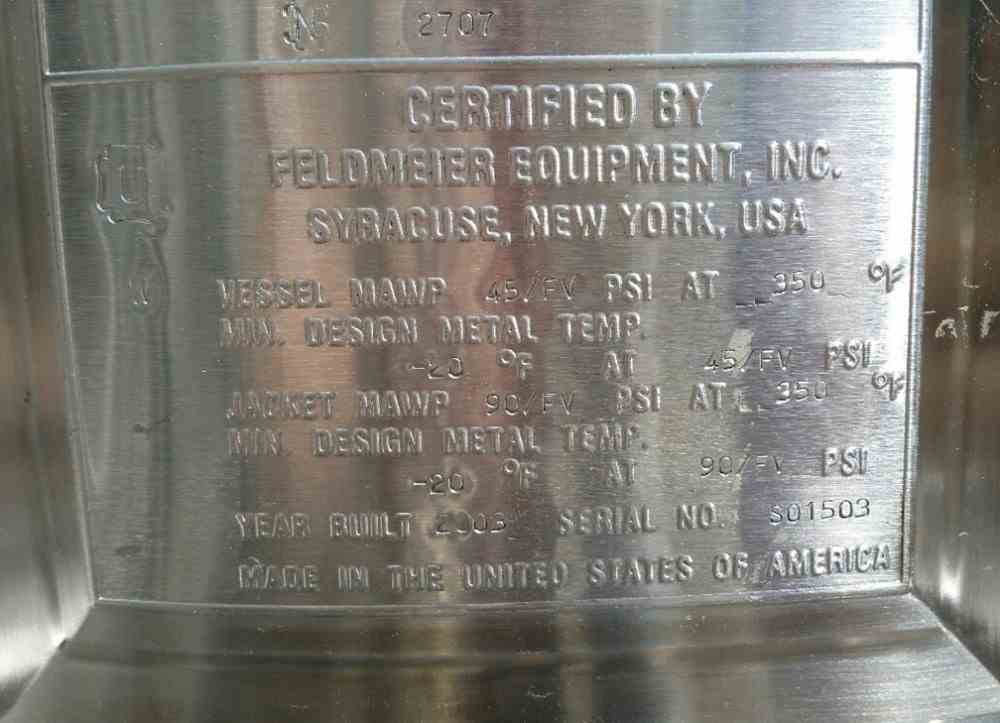 NB 2707
CERTIFIED BY
FELDMEIER EQUIPMENT, INC.
U
SYRACUSE, NEW YORK, USA
W
VESSEL MAWP 45/FV PSI AT 350 °F
MIN. DESIGN METAL TEMP.
-20 °F AT 45/FV PSI
JACKET MAWP 90/FV PSI AT 350 °F
MIN. DESIGN METAL TEMP.
-20 °F AT 90/FV PSI
YEAR BUILT 2003 SERIAL NO. S01503
MADE IN THE UNITED STATES OF AMERICA